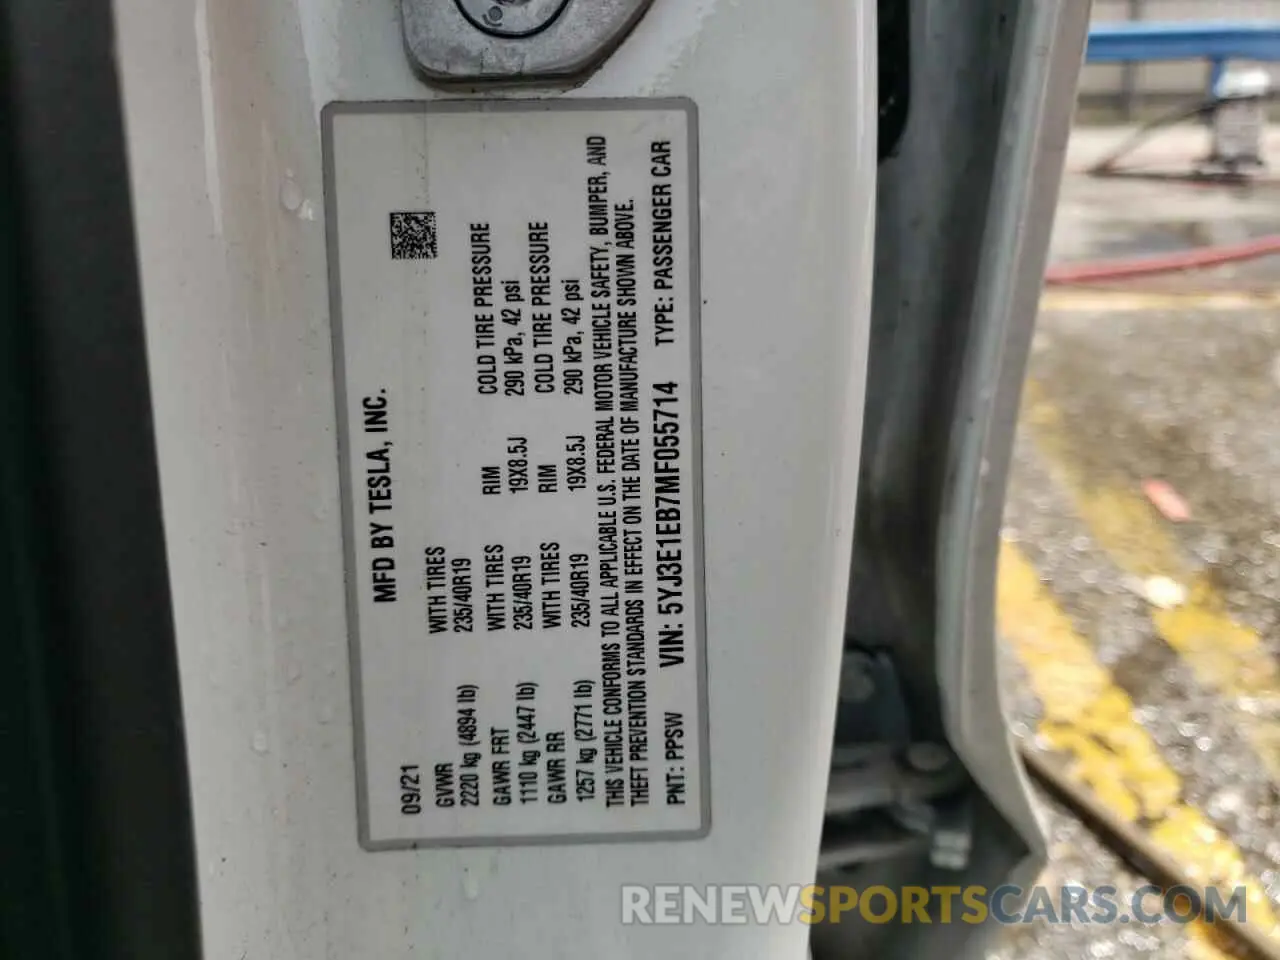 MFD BY TESLA, INC.
09/21
GVWR
2220 kg (4894 lb)
WITH TIRES
235/40R19
GAWR FRT
1110 kg (2447 lb)
WITH TIRES
235/40R19
RIM
19X8.5J
COLD TIRE PRESSURE
290 kPa, 42 psi
GAWR RR
1257 kg (2771 lb)
WITH TIRES
235/40R19
RIM
19X8.5J
COLD TIRE PRESSURE
290 kPa, 42 psi
THIS VEHICLE CONFORMS TO ALL APPLICABLE U.S. FEDERAL MOTOR VEHICLE SAFETY, BUMPER, AND
THEFT PREVENTION STANDARDS IN EFFECT ON THE DATE OF MANUFACTURE SHOWN ABOVE.
PNT: PPSW VIN: 5YJ3E1EB7MF055714 TYPE: PASSENGER CAR
RENEWSPORTSCARS.COM